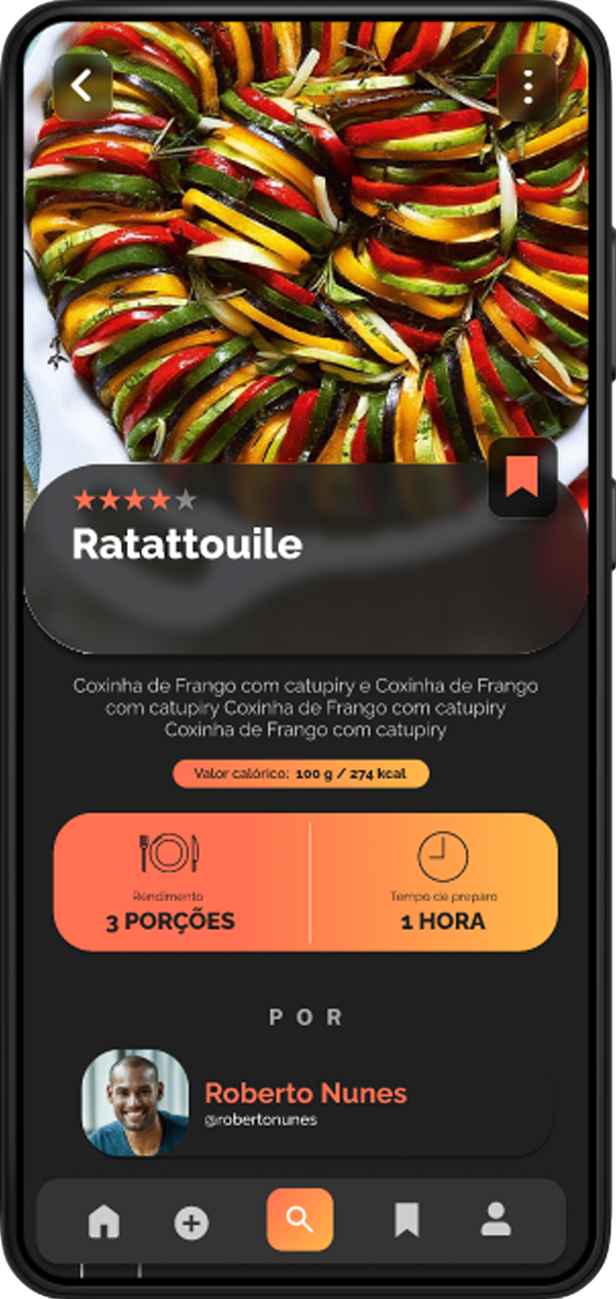 Ratattouile
Coxinha de Frango com catupiry e Coxinha de Frango
com catupiry Coxinha de Frango com catupiry
Coxinha de Frango com catupiry
Valor calórico: 100 g / 274 kcal
Rendimento
Tempo de preparo
3 PORÇÕES
1 HORA
POR
Roberto Nunes
@robertonunes